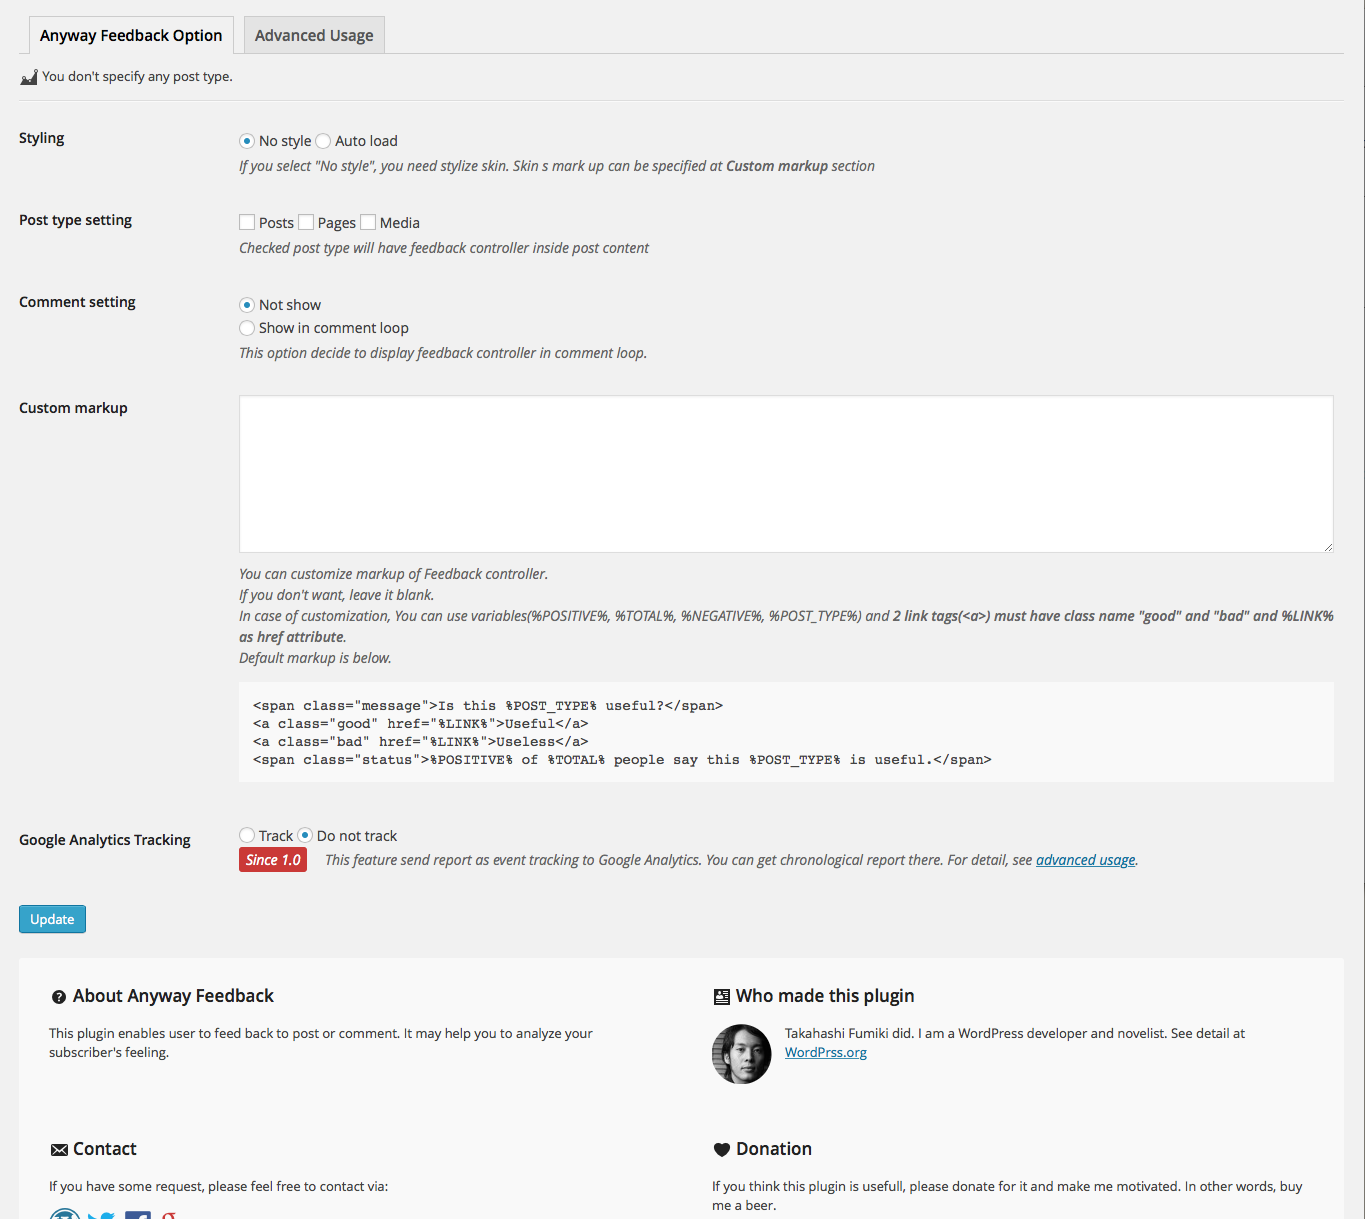 Anyway Feedback Option
Advanced Usage
You don't specify any post type.
Styling
No style
Auto load
If you select "No style", you need stylize skin. Skin s mark up can be specified at Custom markup section
Post type setting
Posts
Pages
Media
Checked post type will have feedback controller inside post content
Comment setting
Not show
Show in comment loop
This option decide to display feedback controller in comment loop.
Custom markup
You can customize markup of Feedback controller.
If you don't want, leave it blank.
In case of customization, You can use variables(%POSITIVE%, %TOTAL%, %NEGATIVE%, %POST_TYPE%) and 2 link tags(<a>) must have class name "good" and "bad" and %LINK%
as href attribute.
Default markup is below.
<span class="message">Is this %POST_TYPE% useful?</span>
<a class="good" href="%LINK%">Useful</a>
<a class="bad" href="%LINK%">Useless</a>
<span class="status">%POSITIVE% of %TOTAL% people say this %POST_TYPE% is useful.</span>
Google Analytics Tracking
Track
Do not track
Since 1.0
This feature send report as event tracking to Google Analytics. You can get chronological report there. For detail, see advanced usage.
Update
About Anyway Feedback
This plugin enables user to feed back to post or comment. It may help you to analyze your
subscriber's feeling.
Who made this plugin
Takahashi Fumiki did. I am a WordPress developer and novelist. See detail at
WordPrss.org
Contact
If you have some request, please feel free to contact via:
Donation
If you think this plugin is usefull, please donate for it and make me motivated. In other words, buy
me a beer.